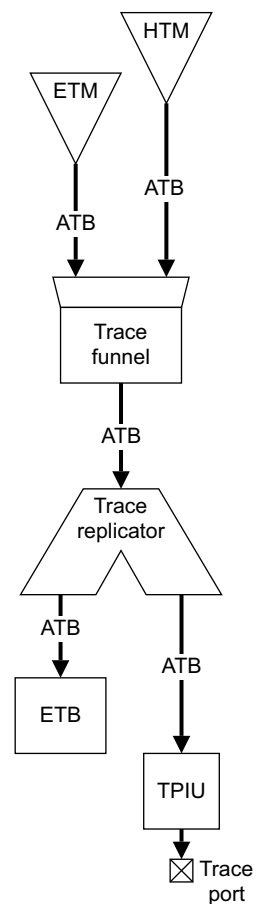 HTM
ETM
ATB
ATB
Trace
funnel
ATB
Trace
replicator
ATB
ATB
ETB
TPIU
Trace
port